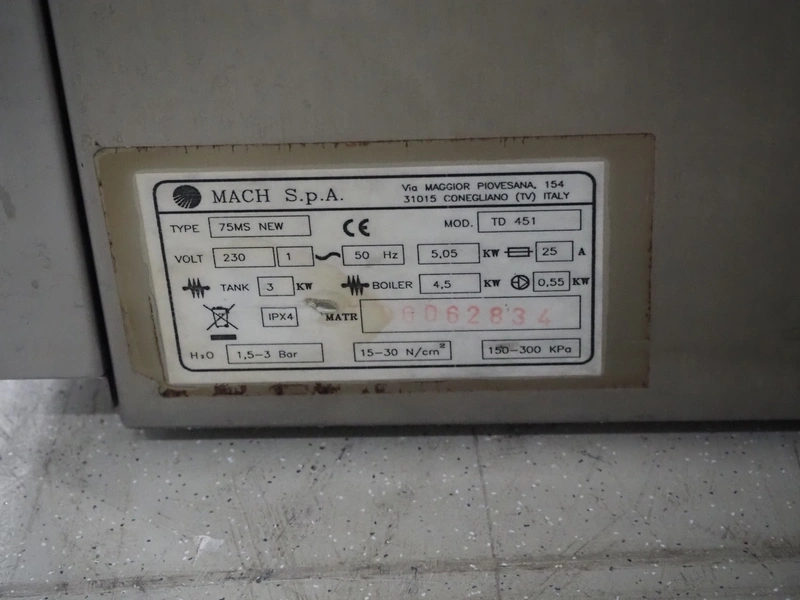 MACH S.p.A.
Via MAGGIOR PIOVESANA, 154
31015 CONEGLIANO (TV) ITALY
TYPE 75MS NEW CE MOD. TD 451
VOLT 230 1 ~ 50 Hz 5,05 KW 25 A
TANK 3 KW BOILER 4,5 KW 0,55 KW
IPX4 MATR 0062834
H₂O 1,5-3 Bar 15-30 N/cm² 150-300 KPa